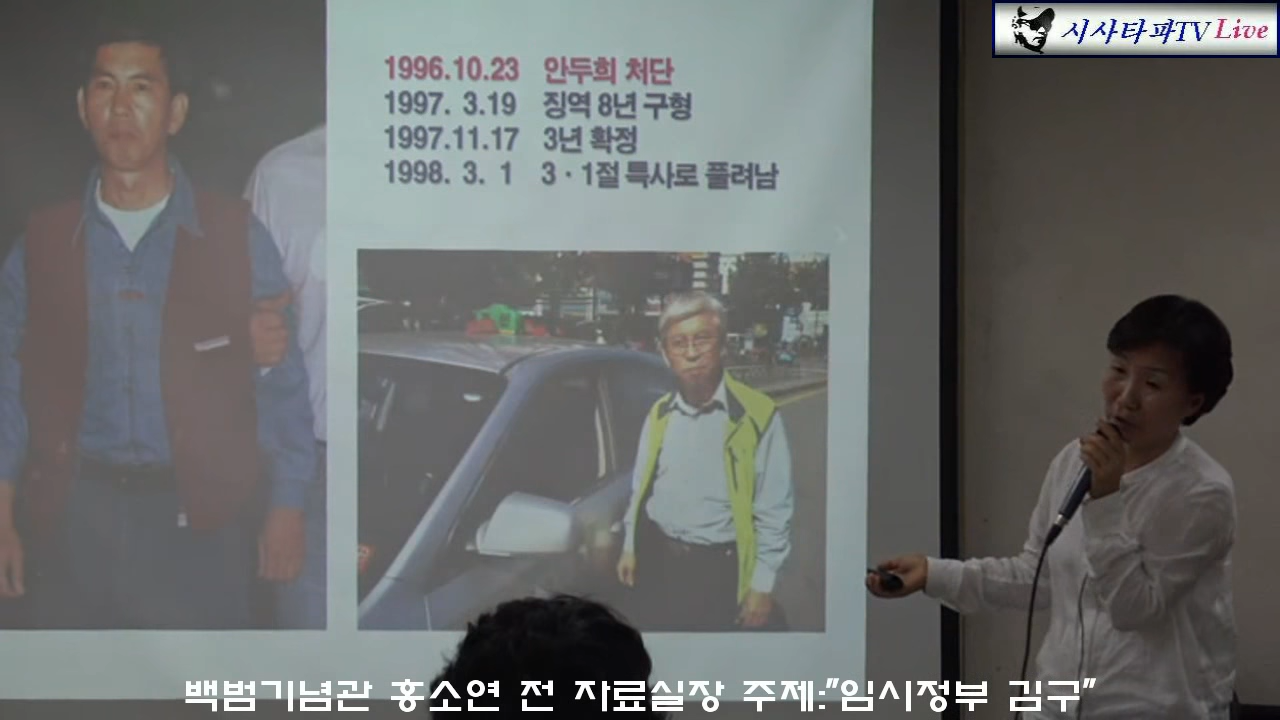 시사타파TV Live
1996.10.23 안두희 처단
1997. 3.19 징역 8년 구형
1997.11.17 3년 확정
1998. 3. 1 3·1절 특사로 풀려남
백범기념관 홍소연 전 자료실장 주제:"임시정부 김구"